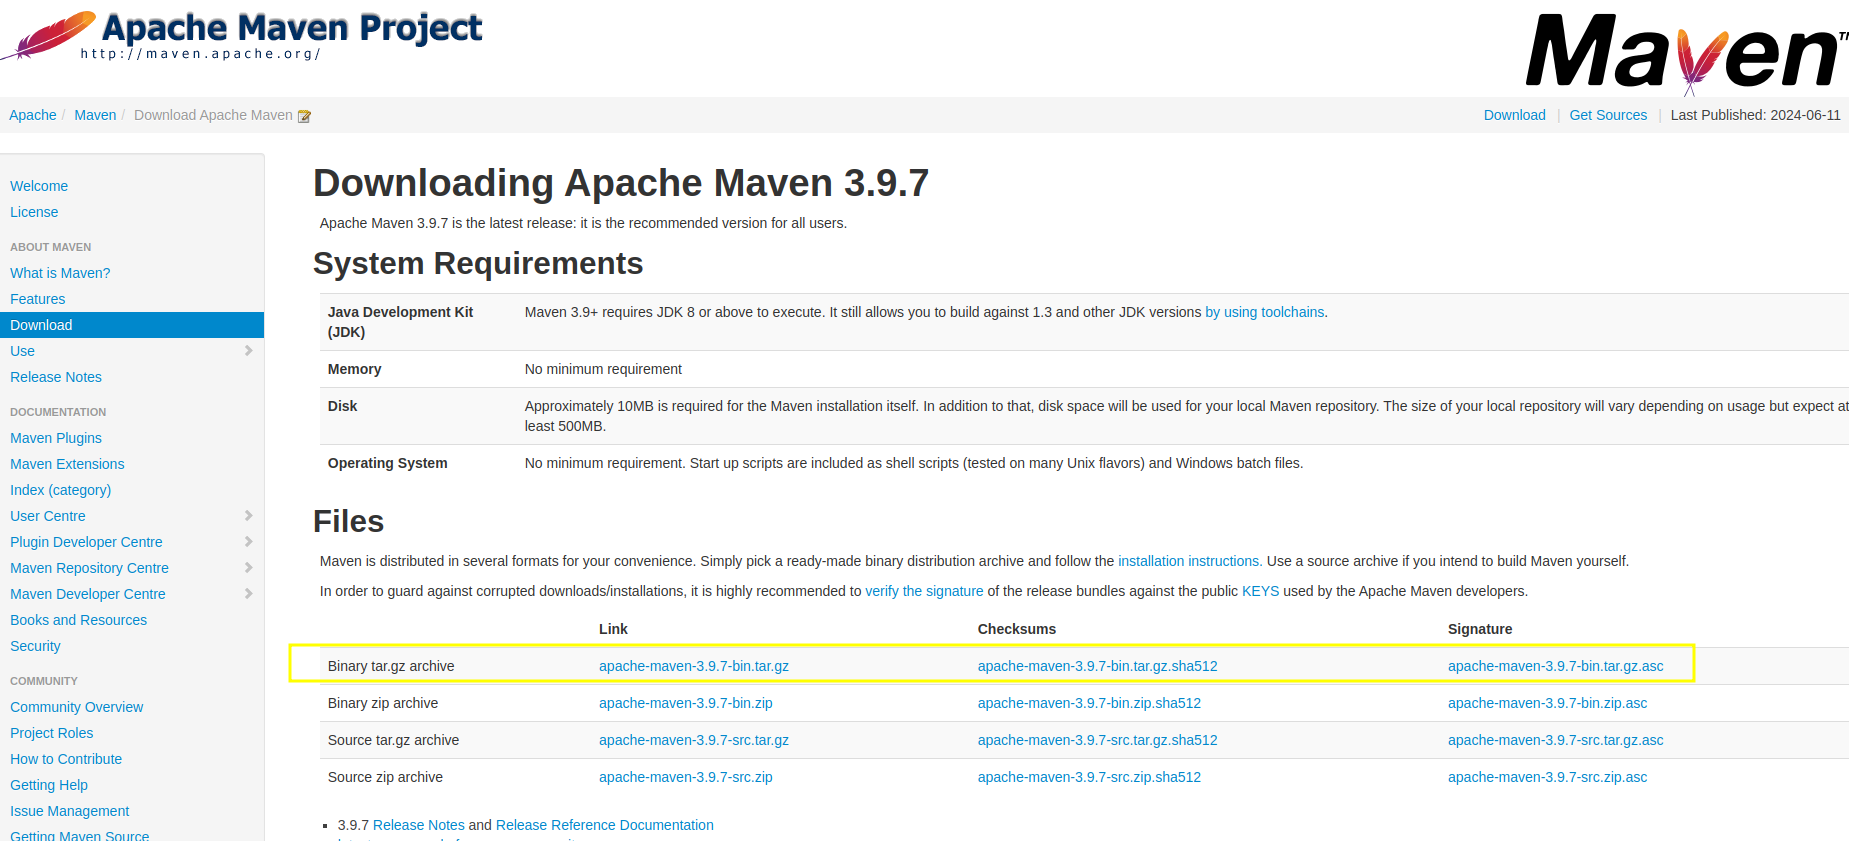 Apache Maven Project
http://maven.apache.org/
Maven™
Apache / Maven / Download Apache Maven
Download | Get Sources | Last Published: 2024-06-11
Welcome
License
ABOUT MAVEN
What is Maven?
Features
Download
Use
Release Notes
DOCUMENTATION
Maven Plugins
Maven Extensions
Index (category)
User Centre
Plugin Developer Centre
Maven Repository Centre
Maven Developer Centre
Books and Resources
Security
COMMUNITY
Community Overview
Project Roles
How to Contribute
Getting Help
Issue Management
Getting Maven Source
Downloading Apache Maven 3.9.7
Apache Maven 3.9.7 is the latest release: it is the recommended version for all users.
System Requirements
Java Development Kit (JDK) Maven 3.9+ requires JDK 8 or above to execute. It still allows you to build against 1.3 and other JDK versions by using toolchains.
Memory No minimum requirement
Disk Approximately 10MB is required for the Maven installation itself. In addition to that, disk space will be used for your local Maven repository. The size of your local repository will vary depending on usage but expect at
least 500MB.
Operating System No minimum requirement. Start up scripts are included as shell scripts (tested on many Unix flavors) and Windows batch files.
Files
Maven is distributed in several formats for your convenience. Simply pick a ready-made binary distribution archive and follow the installation instructions. Use a source archive if you intend to build Maven yourself.
In order to guard against corrupted downloads/installations, it is highly recommended to verify the signature of the release bundles against the public KEYS used by the Apache Maven developers.
Link Checksums Signature
Binary tar.gz archive apache-maven-3.9.7-bin.tar.gz apache-maven-3.9.7-bin.tar.gz.sha512 apache-maven-3.9.7-bin.tar.gz.asc
Binary zip archive apache-maven-3.9.7-bin.zip apache-maven-3.9.7-bin.zip.sha512 apache-maven-3.9.7-bin.zip.asc
Source tar.gz archive apache-maven-3.9.7-src.tar.gz apache-maven-3.9.7-src.tar.gz.sha512 apache-maven-3.9.7-src.tar.gz.asc
Source zip archive apache-maven-3.9.7-src.zip apache-maven-3.9.7-src.zip.sha512 apache-maven-3.9.7-src.zip.asc
3.9.7 Release Notes and Release Reference Documentation